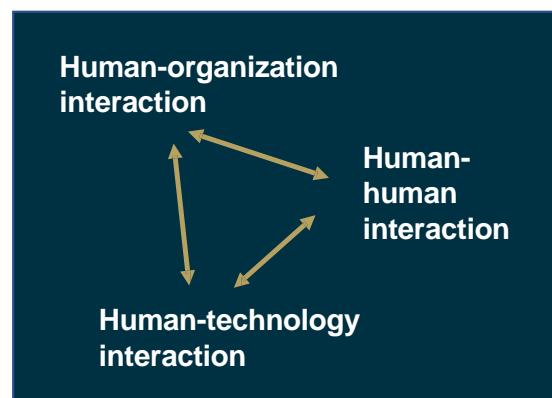 Human-organization
interaction
Human-
human
interaction
Human-technology
interaction